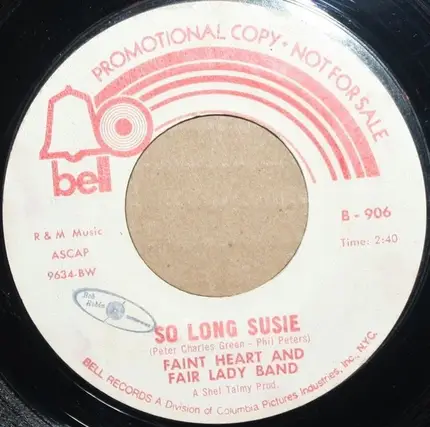 PROMOTIONAL COPY • NOT FOR SALE
bell
B - 906
R & M Music
Time: 2:40
ASCAP
9634-BW
Bob Robin
SO LONG SUSIE
(Peter Charles Green - Phil Peters)
FAINT HEART AND
FAIR LADY BAND
A Shel Talmy Prod.
BELL RECORDS A Division of Columbia Pictures Industries, Inc., N.Y.C.